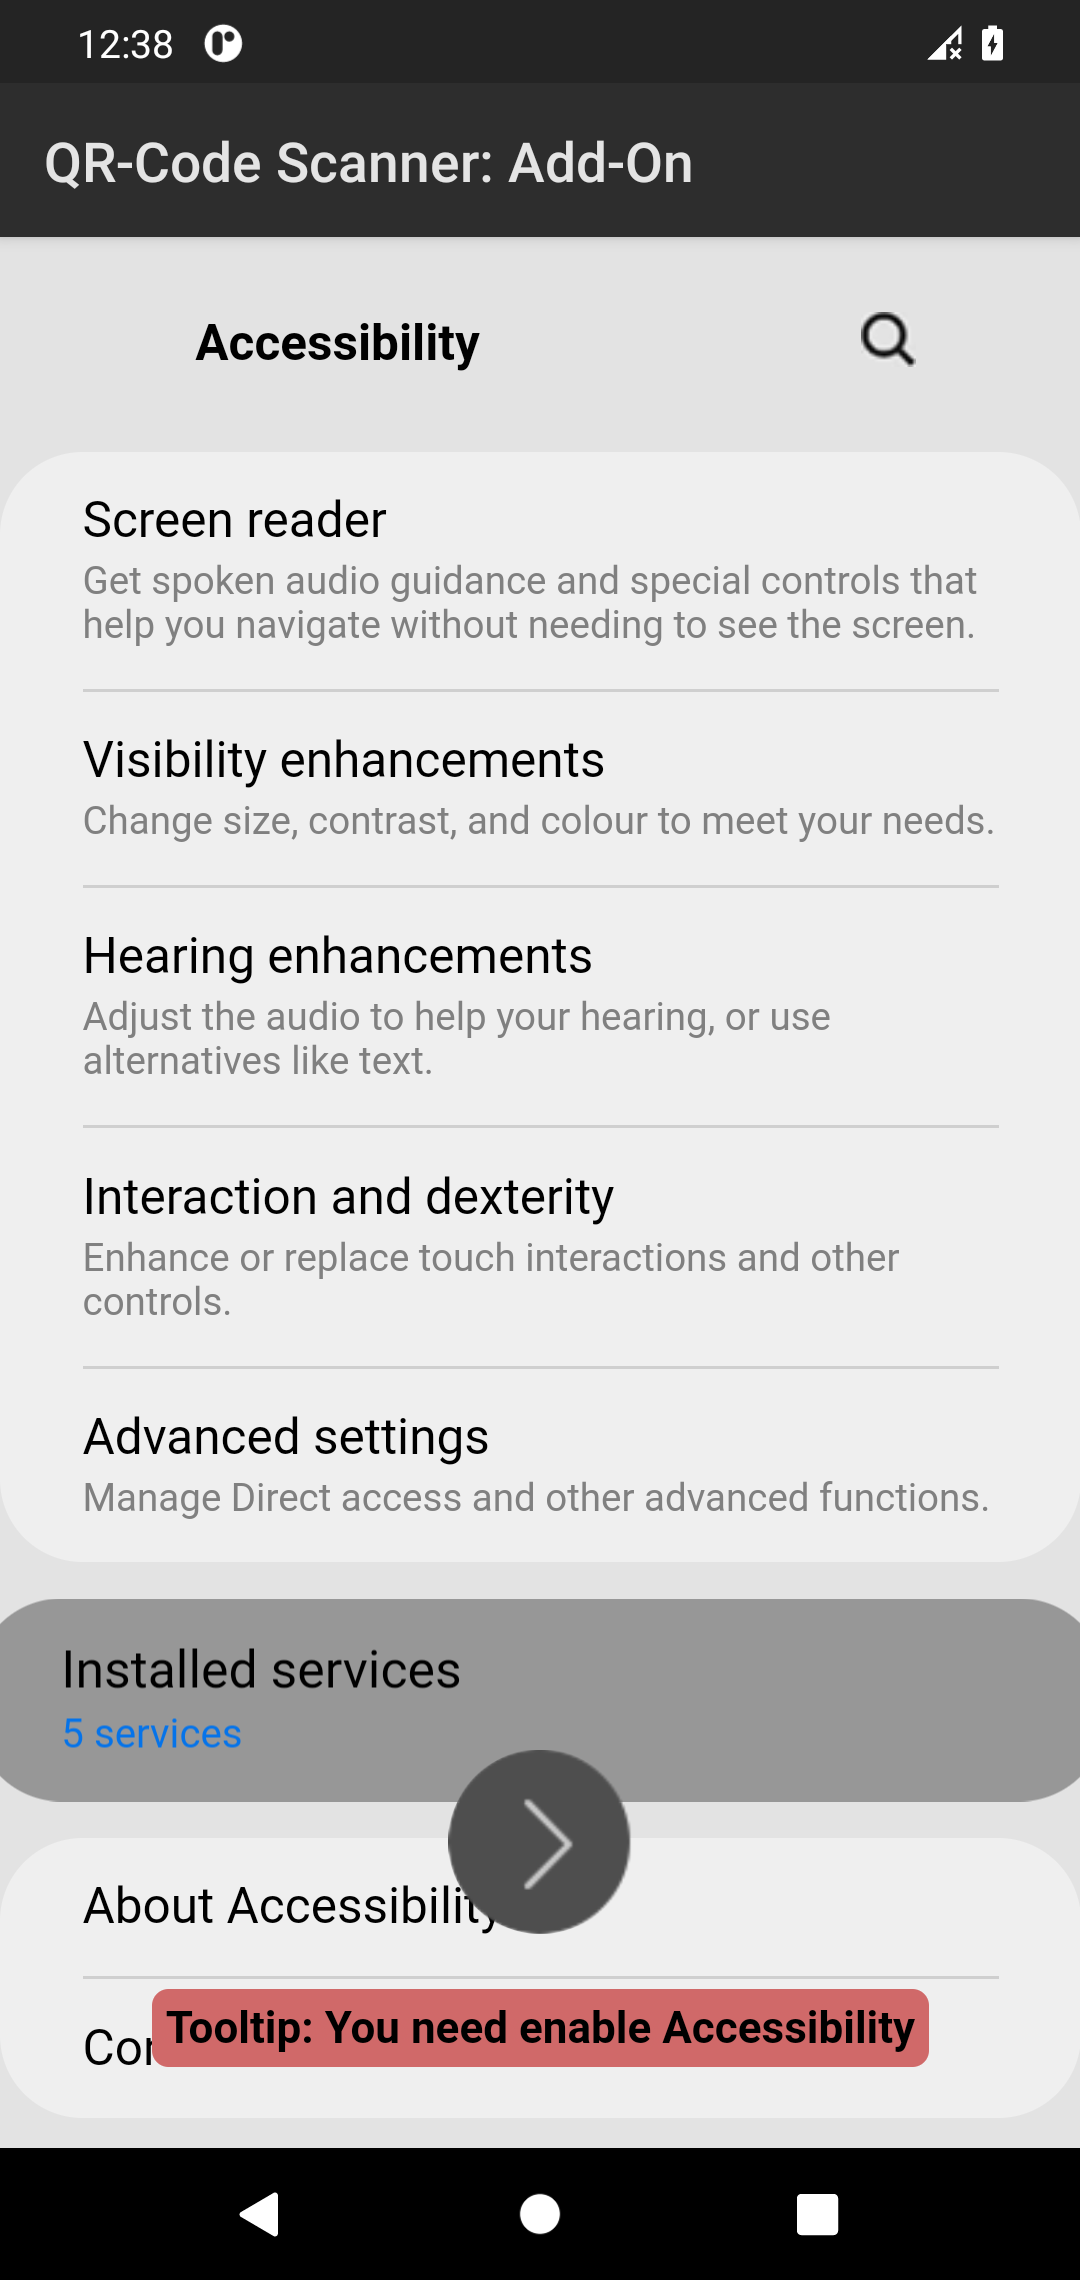 12:38
QR-Code Scanner: Add-On
Accessibility
Screen reader
Get spoken audio guidance and special controls that
help you navigate without needing to see the screen.
Visibility enhancements
Change size, contrast, and colour to meet your needs.
Hearing enhancements
Adjust the audio to help your hearing, or use
alternatives like text.
Interaction and dexterity
Enhance or replace touch interactions and other
controls.
Advanced settings
Manage Direct access and other advanced functions.
Installed services
5 services
About Accessibility
Tooltip: You need enable Accessibility